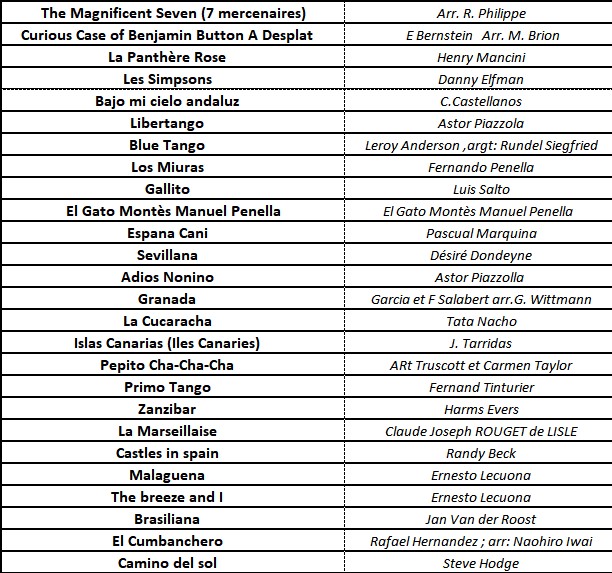 The Magnificent Seven (7 mercenaires) Arr. R. Philippe
Curious Case of Benjamin Button A Desplat E Bernstein Arr. M. Brion
La Panthère Rose Henry Mancini
Les Simpsons Danny Elfman
Bajo mi cielo andaluz C.Castellanos
Libertango Astor Piazzola
Blue Tango Leroy Anderson ,argt: Rundel Siegfried
Los Miuras Fernando Penella
Gallito Luis Salto
El Gato Montès Manuel Penella El Gato Montès Manuel Penella
Espana Cani Pascual Marquina
Sevillana Désiré Dondeyne
Adios Nonino Astor Piazzolla
Granada Garcia et F Salabert arr.G. Wittmann
La Cucaracha Tata Nacho
Islas Canarias (Iles Canaries) J. Tarridas
Pepito Cha-Cha-Cha ARt Truscott et Carmen Taylor
Primo Tango Fernand Tinturier
Zanzibar Harms Evers
La Marseillaise Claude Joseph ROUGET de LISLE
Castles in spain Randy Beck
Malaguena Ernesto Lecuona
The breeze and I Ernesto Lecuona
Brasiliana Jan Van der Roost
El Cumbanchero Rafael Hernandez ; arr: Naohiro Iwai
Camino del sol Steve Hodge